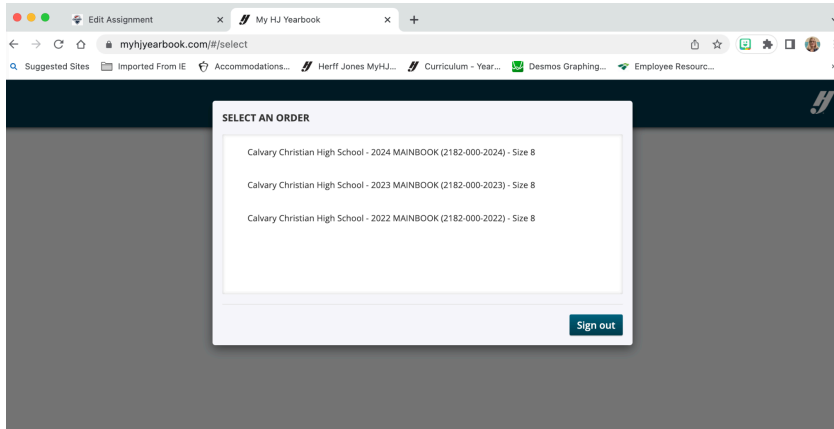 Edit Assignment
My HJ Yearbook
myhjyearbook.com/#/select
Suggested Sites
Imported From IE
Accommodations...
Herff Jones MyHJ...
Curriculum - Year...
Desmos Graphing...
Employee Resourc...
SELECT AN ORDER
Calvary Christian High School - 2024 MAINBOOK (2182-000-2024) - Size 8
Calvary Christian High School - 2023 MAINBOOK (2182-000-2023) - Size 8
Calvary Christian High School - 2022 MAINBOOK (2182-000-2022) - Size 8
Sign out